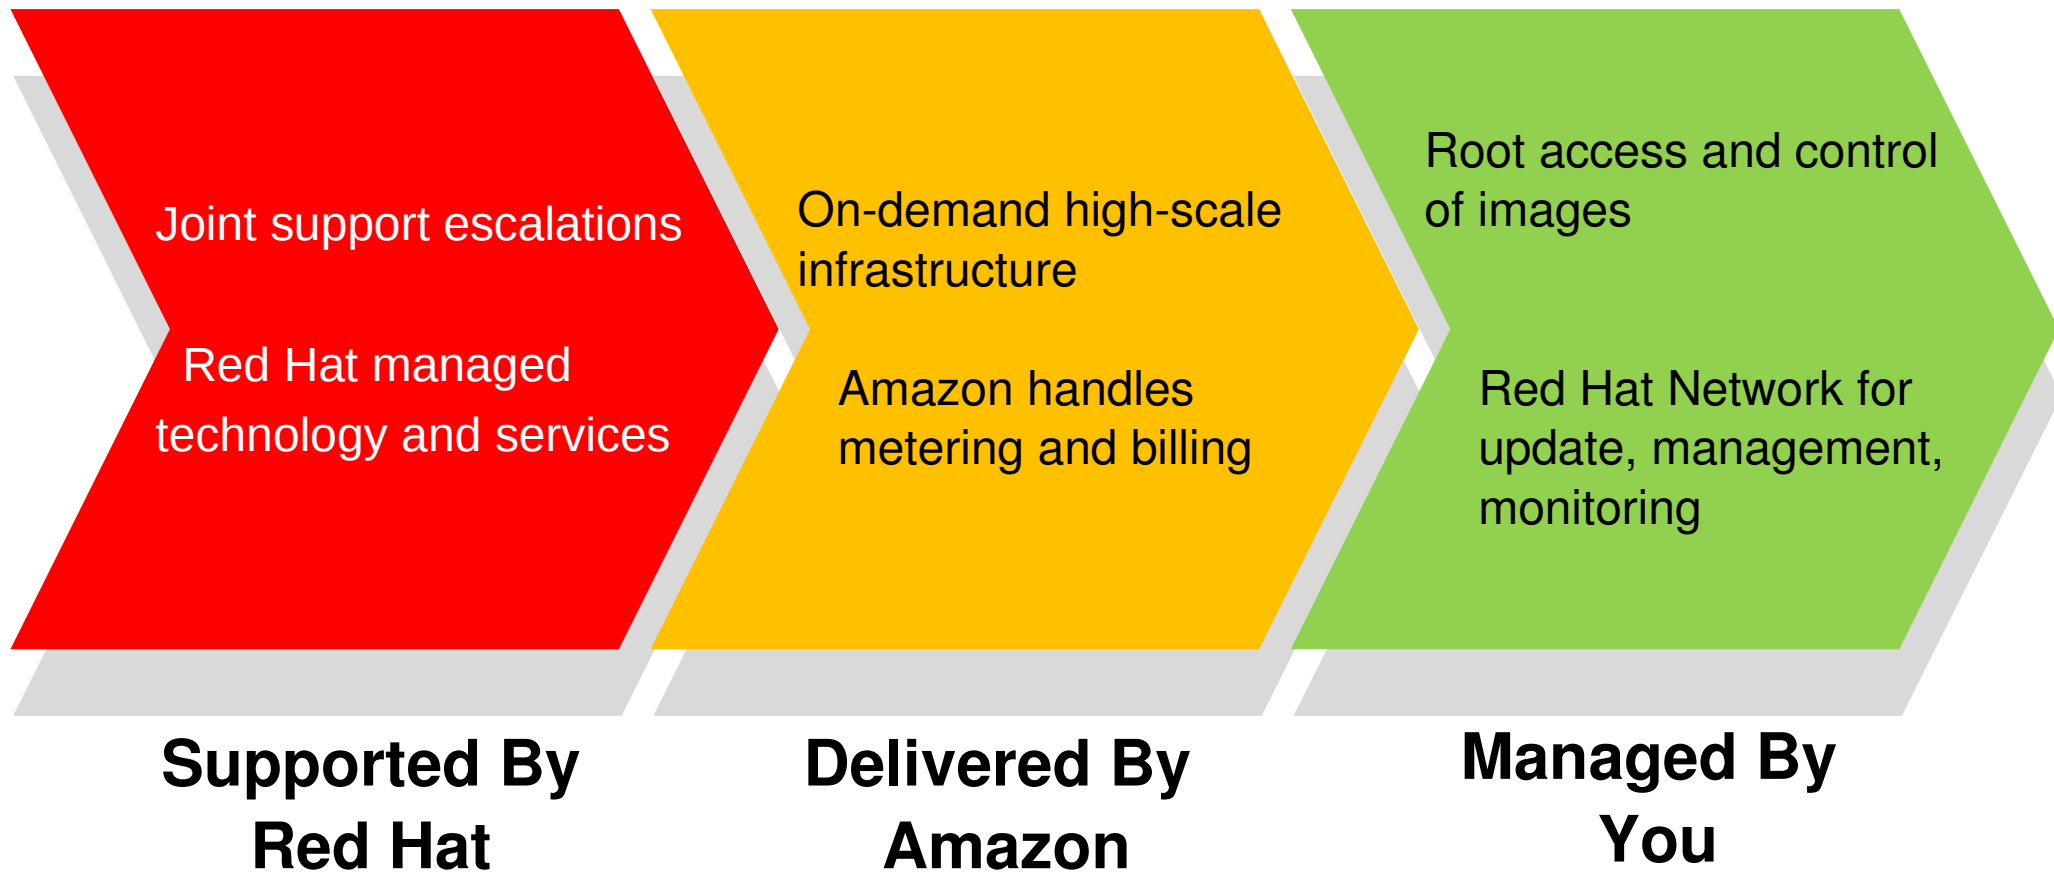 Joint support escalations
Red Hat managed
technology and services
On-demand high-scale
infrastructure
Amazon handles
metering and billing
Root access and control
of images
Red Hat Network for
update, management,
monitoring
Supported By
Red Hat
Delivered By
Amazon
Managed By
You